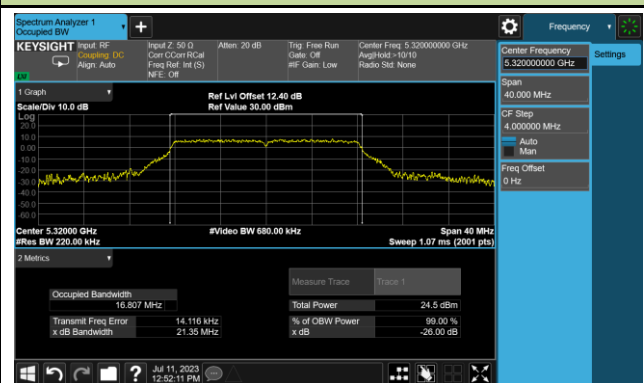 Spectrum Analyzer 1
Occupied BW
Frequency
KEYSIGHT
Input: RF
Coupling: DC
Align: Auto
Input Z: 50 Ω
Corr CCorr RCal
Freq Ref: Int (S)
NFE: Off
Atten: 20 dB
Trig: Free Run
Gate: Off
#IF Gain: Low
Center Freq: 5.320000000 GHz
Avg|Hold:>10/10
Radio Std: None
LXI
1 Graph
Scale/Div 10.0 dB
Ref Lvl Offset 12.40 dB
Ref Value 30.00 dBm
Log
20.0
10.0
0.00
-10.0
-20.0
-30.0
-40.0
-50.0
-60.0
Center 5.32000 GHz
#Res BW 220.00 kHz
#Video BW 680.00 kHz
Span 40 MHz
Sweep 1.07 ms (2001 pts)
2 Metrics
Measure Trace
Trace 1
Occupied Bandwidth
16.807 MHz
Total Power
24.5 dBm
Transmit Freq Error
14.116 kHz
% of OBW Power
99.00 %
x dB Bandwidth
21.35 MHz
x dB
-26.00 dB
Jul 11, 2023
12:52:11 PM
?
Center Frequency
5.320000000 GHz
Settings
Span
40.000 MHz
CF Step
4.000000 MHz
Auto
Man
Freq Offset
0 Hz